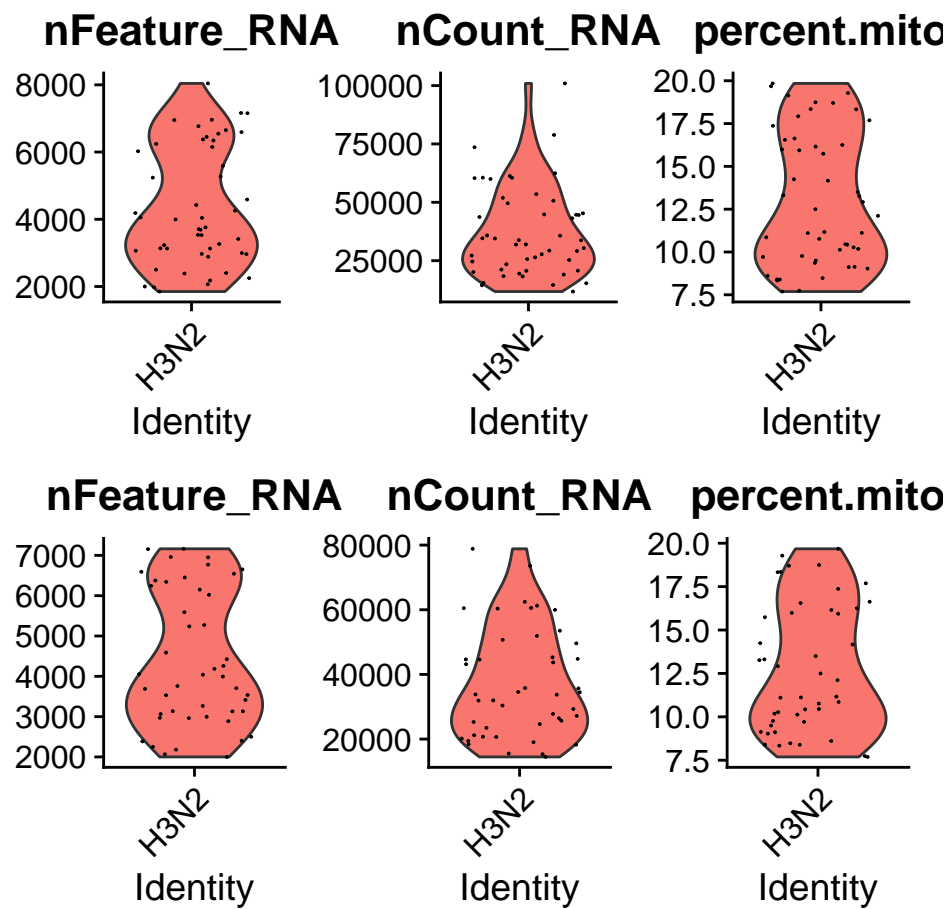 nFeature_RNA
8000
6000
4000
2000
H3N2
Identity
nCount_RNA
100000
75000
50000
25000
H3N2
Identity
percent.mito
20.0
17.5
15.0
12.5
10.0
7.5
H3N2
Identity
nFeature_RNA
7000
6000
5000
4000
3000
2000
H3N2
Identity
nCount_RNA
80000
60000
40000
20000
H3N2
Identity
percent.mito
20.0
17.5
15.0
12.5
10.0
7.5
H3N2
Identity